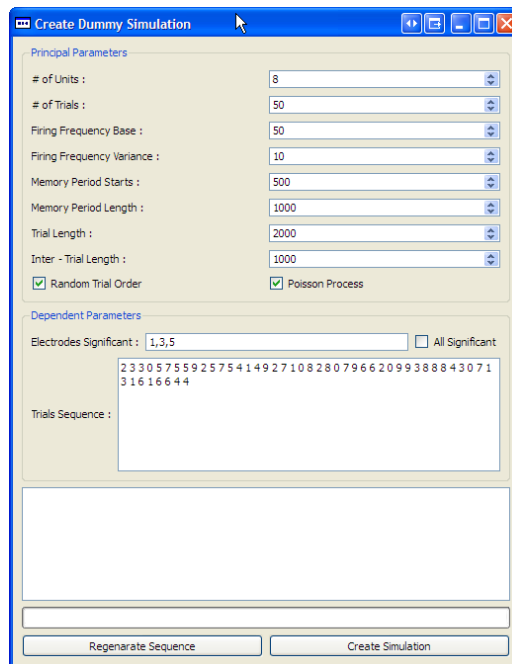 Create Dummy Simulation
Principal Parameters
# of Units : 8
# of Trials : 50
Firing Frequency Base : 50
Firing Frequency Variance : 10
Memory Period Starts : 500
Memory Period Length : 1000
Trial Length : 2000
Inter - Trial Length : 1000
Random Trial Order Poisson Process
Dependent Parameters
Electrodes Significant : 1,3,5 All Significant
2 3 3 0 5 7 5 5 9 2 5 7 5 4 1 4 9 2 7 1 0 8 2 8 0 7 9 6 6 2 0 9 9 3 8 8 8 4 3 0 7 1
3 1 6 1 6 6 4 4
Trials Sequence :
Regenarate Sequence Create Simulation